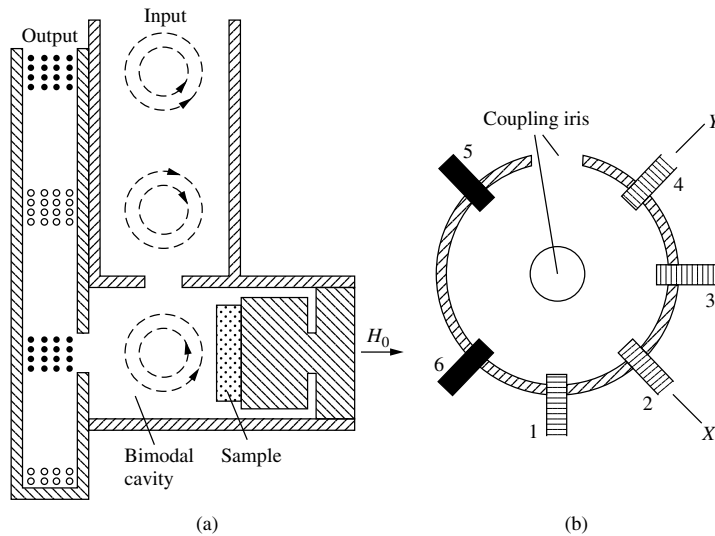 Input
Output
H0
Bimodal
cavity
Sample
(a)
Coupling iris
Y
5
4
3
6
2
1
X
(b)